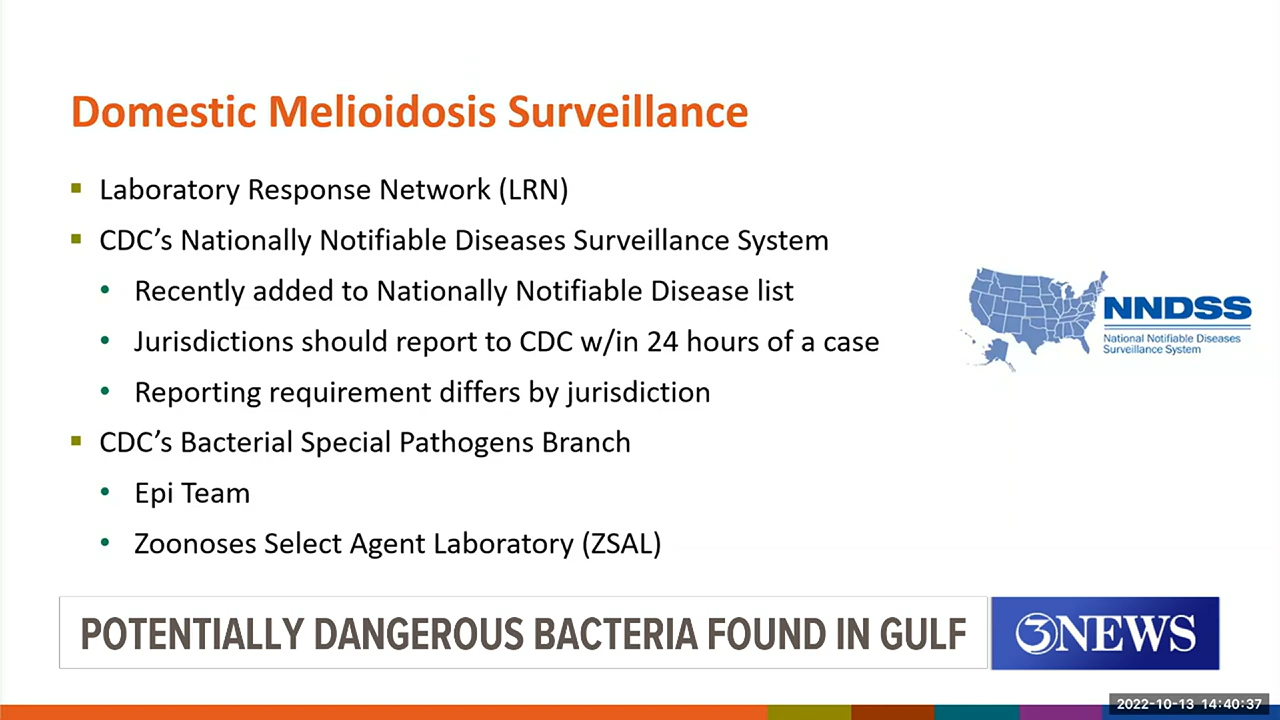 Domestic Melioidosis Surveillance
Laboratory Response Network (LRN)
CDC’s Nationally Notifiable Diseases Surveillance System
Recently added to Nationally Notifiable Disease list
Jurisdictions should report to CDC w/in 24 hours of a case
Reporting requirement differs by jurisdiction
NNDSS
National Notifiable Diseases
Surveillance System
CDC’s Bacterial Special Pathogens Branch
Epi Team
Zoonoses Select Agent Laboratory (ZSAL)
POTENTIALLY DANGEROUS BACTERIA FOUND IN GULF
3NEWS
2022-10-13 14:40:37